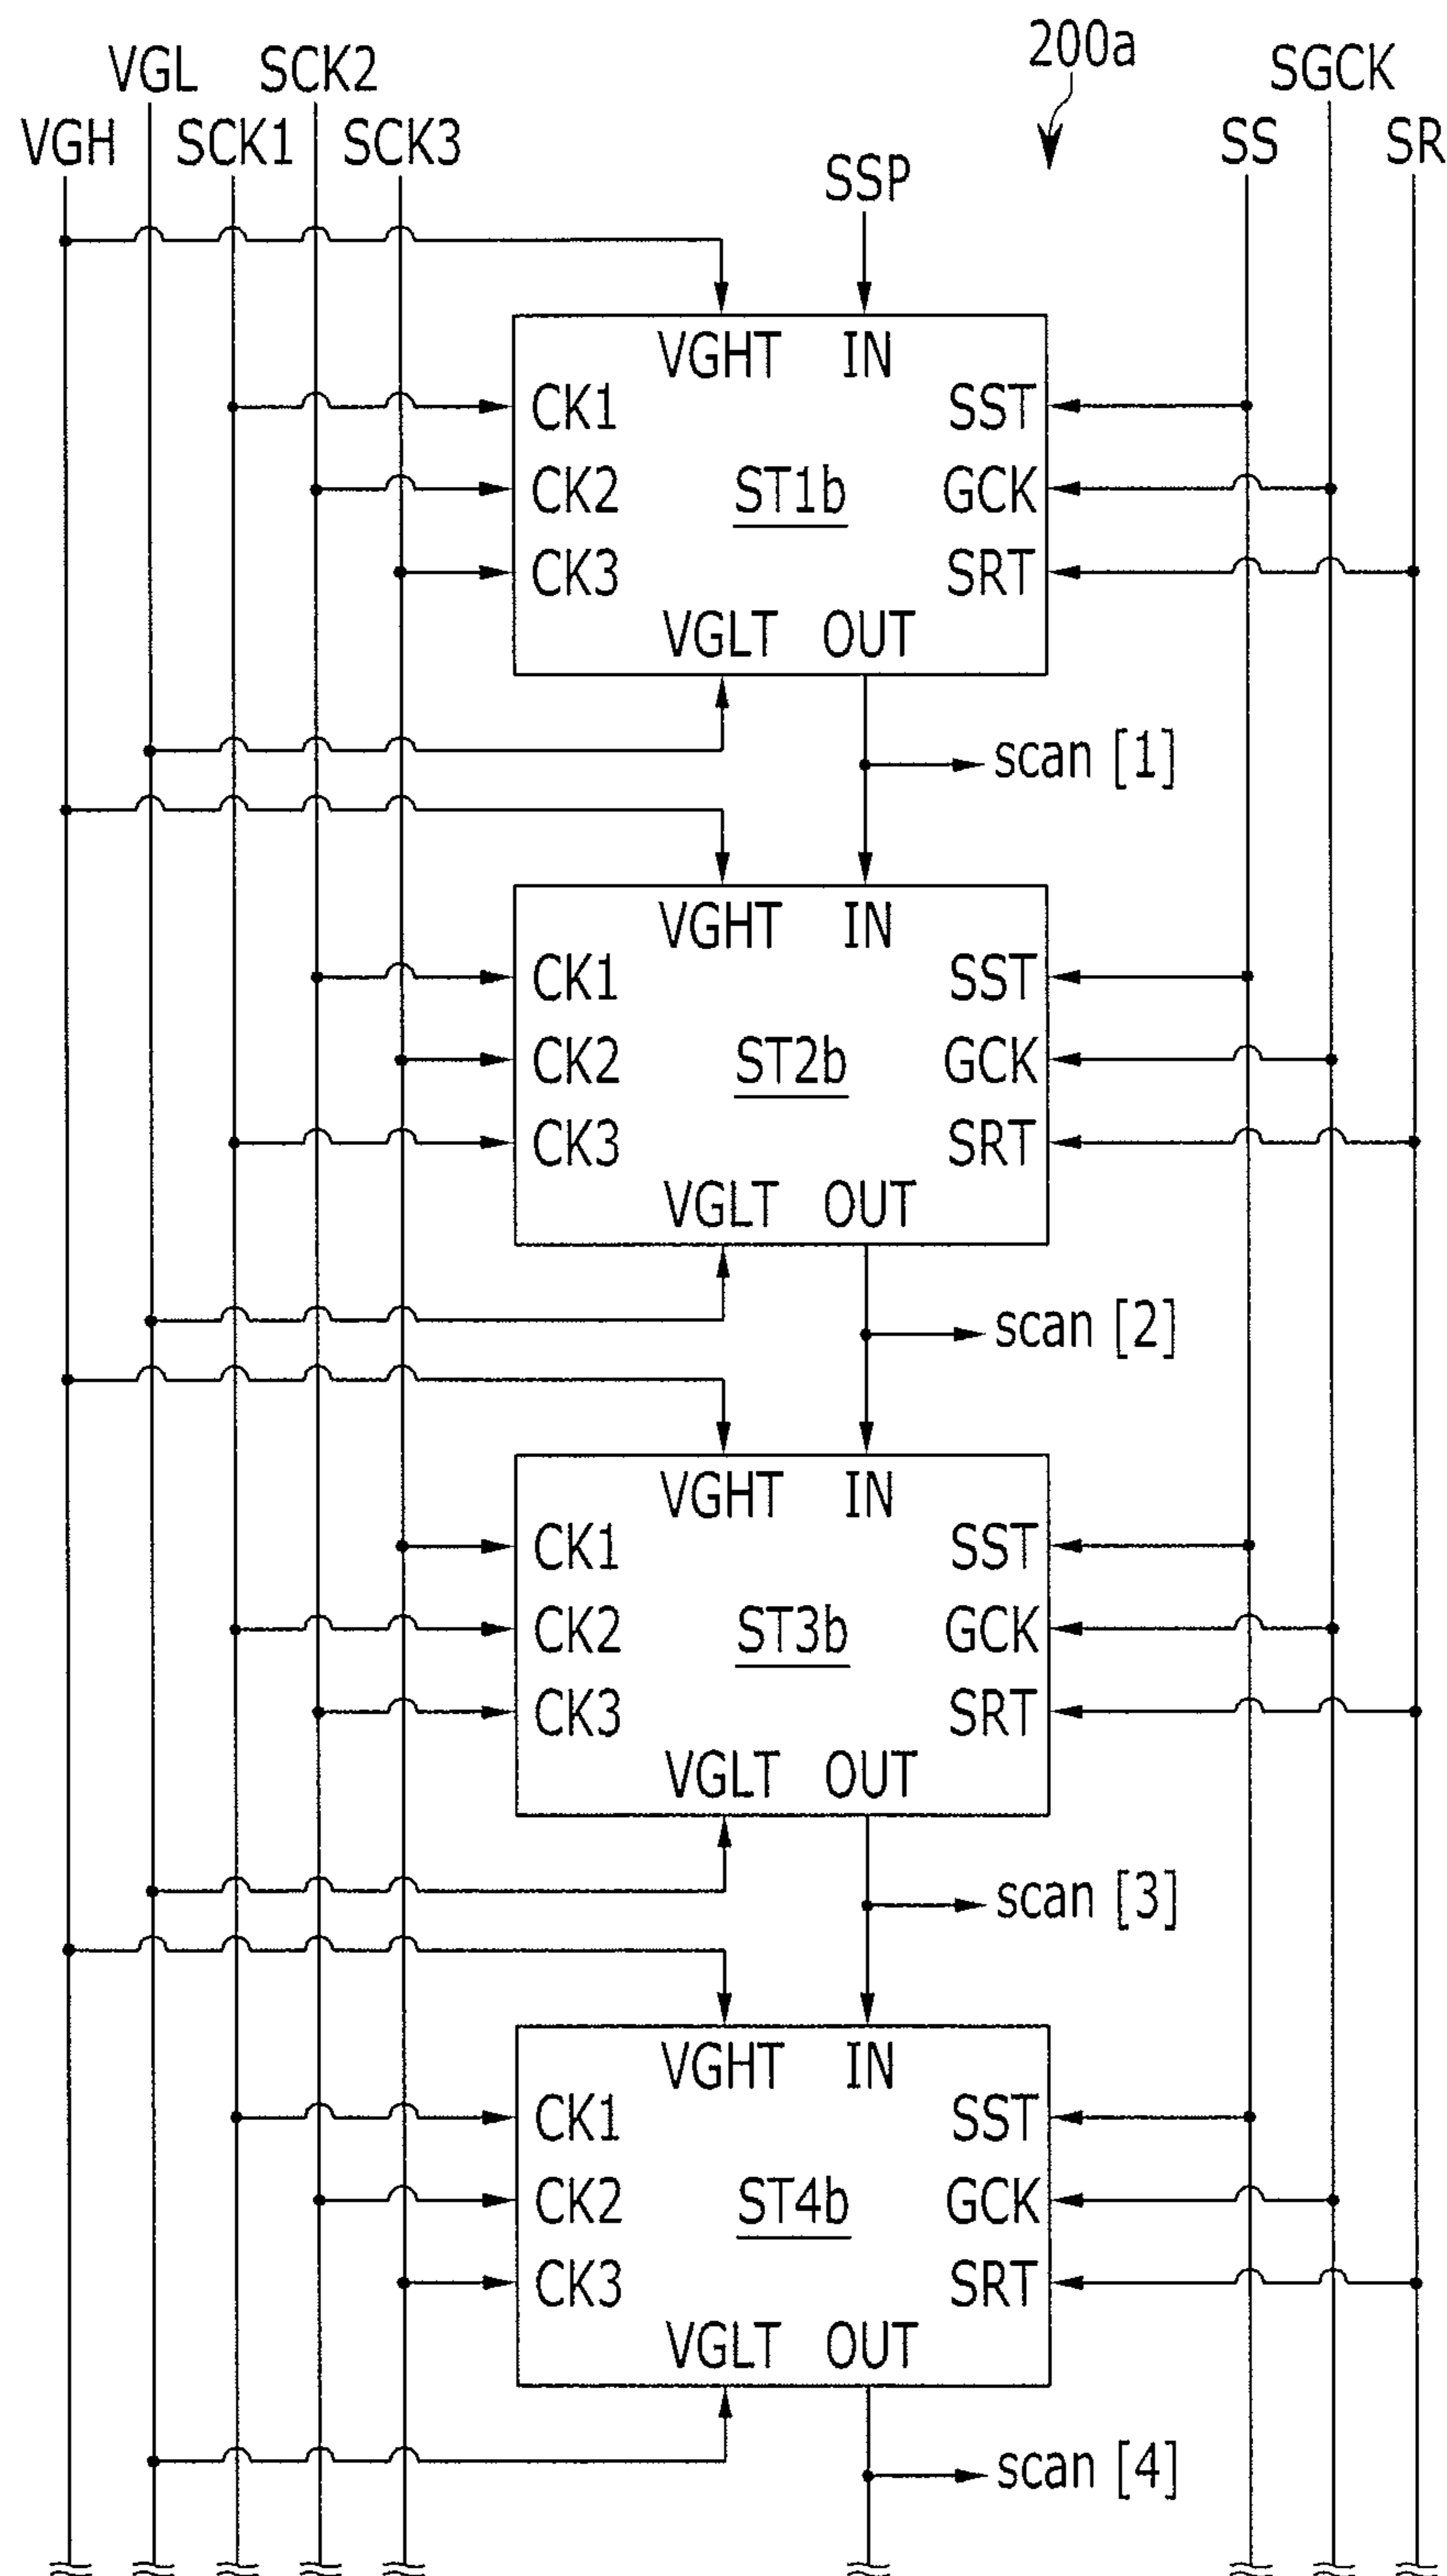 200a
VGL SCK2 SGCK
VGH SCK1 SCK3 SS SR
SSP
VGHT IN
CK1 SST
CK2 ST1b GCK
CK3 SRT
VGLT OUT
scan [1]
VGHT IN
CK1 SST
CK2 ST2b GCK
CK3 SRT
VGLT OUT
scan [2]
VGHT IN
CK1 SST
CK2 ST3b GCK
CK3 SRT
VGLT OUT
scan [3]
VGHT IN
CK1 SST
CK2 ST4b GCK
CK3 SRT
VGLT OUT
scan [4]